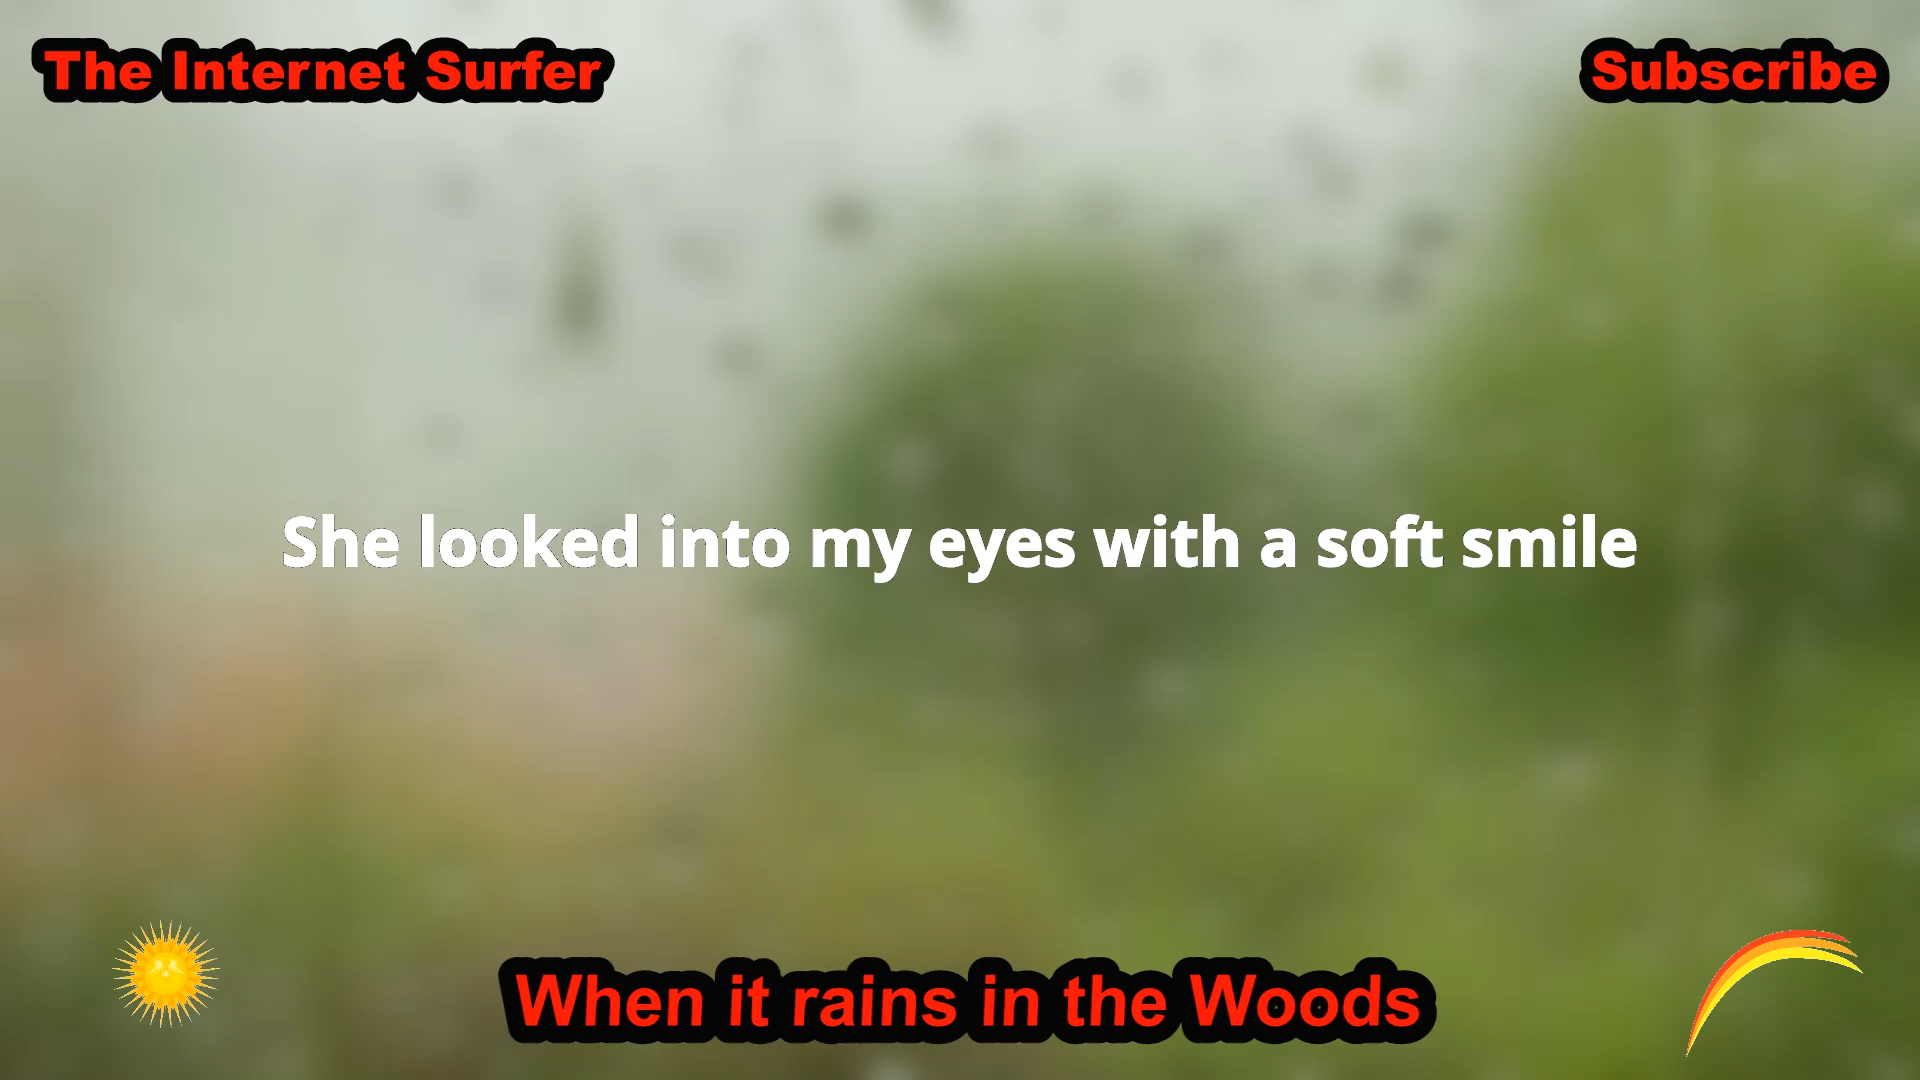 The Internet Surfer
Subscribe
She looked into my eyes with a soft smile
When it rains in the Woods